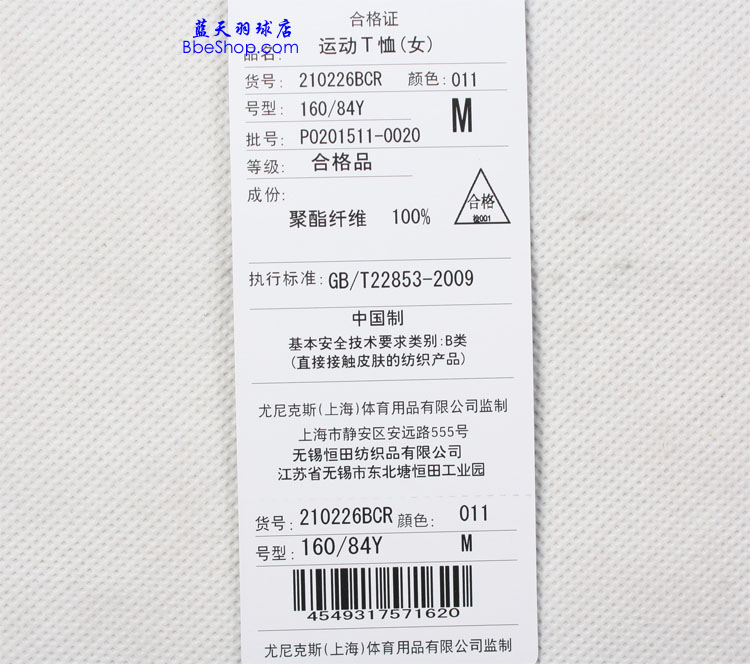 蓝天羽球店
BbeShop.com
合格证
品名: 运动T恤(女)
货号: 210226BCR 颜色: 011
号型: 160/84Y M
批号: PO201511-0020
等级: 合格品
成份:
聚酯纤维 100%
合格
检001
执行标准: GB/T22853-2009
中国制
基本安全技术要求类别:B类
(直接接触皮肤的纺织产品)
尤尼克斯(上海)体育用品有限公司监制
上海市静安区安远路555号
无锡恒田纺织品有限公司
江苏省无锡市东北塘恒田工业园
货号: 210226BCR 顔色: 011
号型: 160/84Y M
4549317571620
尤尼克斯(上海)体育用品有限公司监制